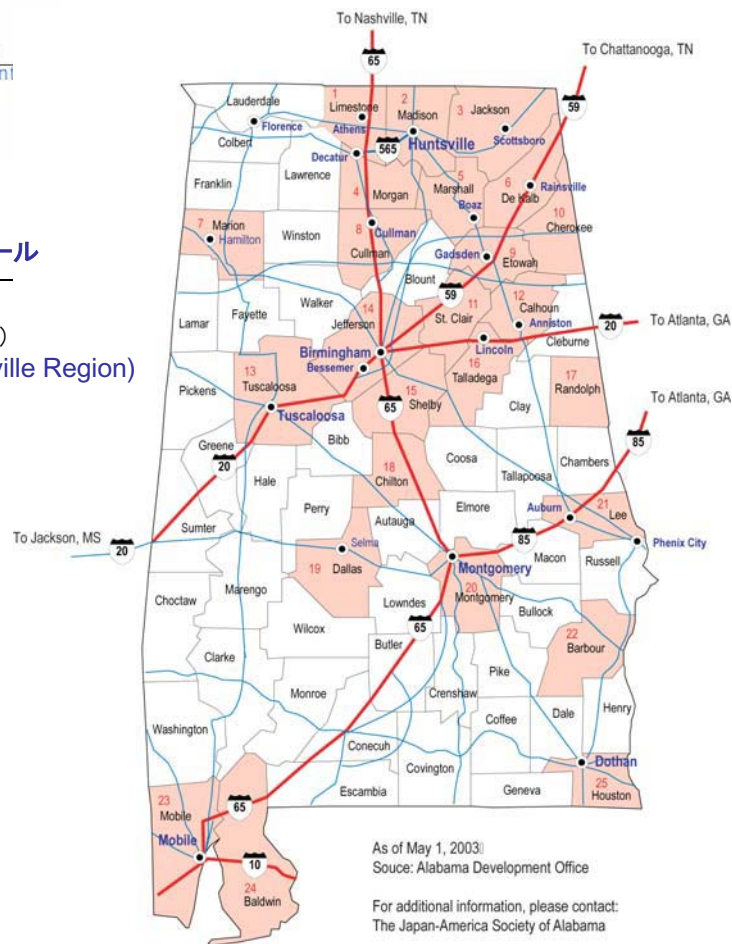 To Nashville, TN
65
To Chattanooga, TN
59
Lauderdale
Florence
Colbert
1
Limestone
Athens
2
Madison
3
Jackson
Huntsville
Scottsboro
565
Decatur
Lawrence
Franklin
4
Morgan
5
Marshall
Boaz
6
De Kalb
Rainsville
7
Marion
Hamilton
Winston
8
Cullman
Cullman
10
Cherokee
Gadsden
9
Etowah
Blount
59
ール
Walker
Fayette
Lamar
14
Jefferson
11
St. Clair
12
Calhoun
Anniston
20
To Atlanta, GA
Cleburne
)
ville Region)
Birmingham
Bessemer
Lincoln
16
Talladega
13
Tuscaloosa
Pickens
Tuscaloosa
15
Shelby
65
17
Randolph
Clay
To Atlanta, GA
85
Bibb
Greene
20
Hale
18
Chilton
Coosa
Tallapoosa
Chambers
Perry
Elmore
Autauga
Auburn
21
Lee
To Jackson, MS
20
Sumter
Selma
19
Dallas
85
Macon
Russell
Phenix City
Montgomery
20
Montgomery
Choctaw
Marengo
Lowndes
65
Bullock
Wilcox
Butler
22
Barbour
Clarke
Monroe
Crenshaw
Pike
Washington
Coffee
Dale
Henry
Conecuh
Covington
Dothan
Escambia
Geneva
25
Houston
23
Mobile
65
Mobile
10
24
Baldwin
As of May 1, 2003
Souce: Alabama Development Office
For additional information, please contact:
The Japan-America Society of Alabama